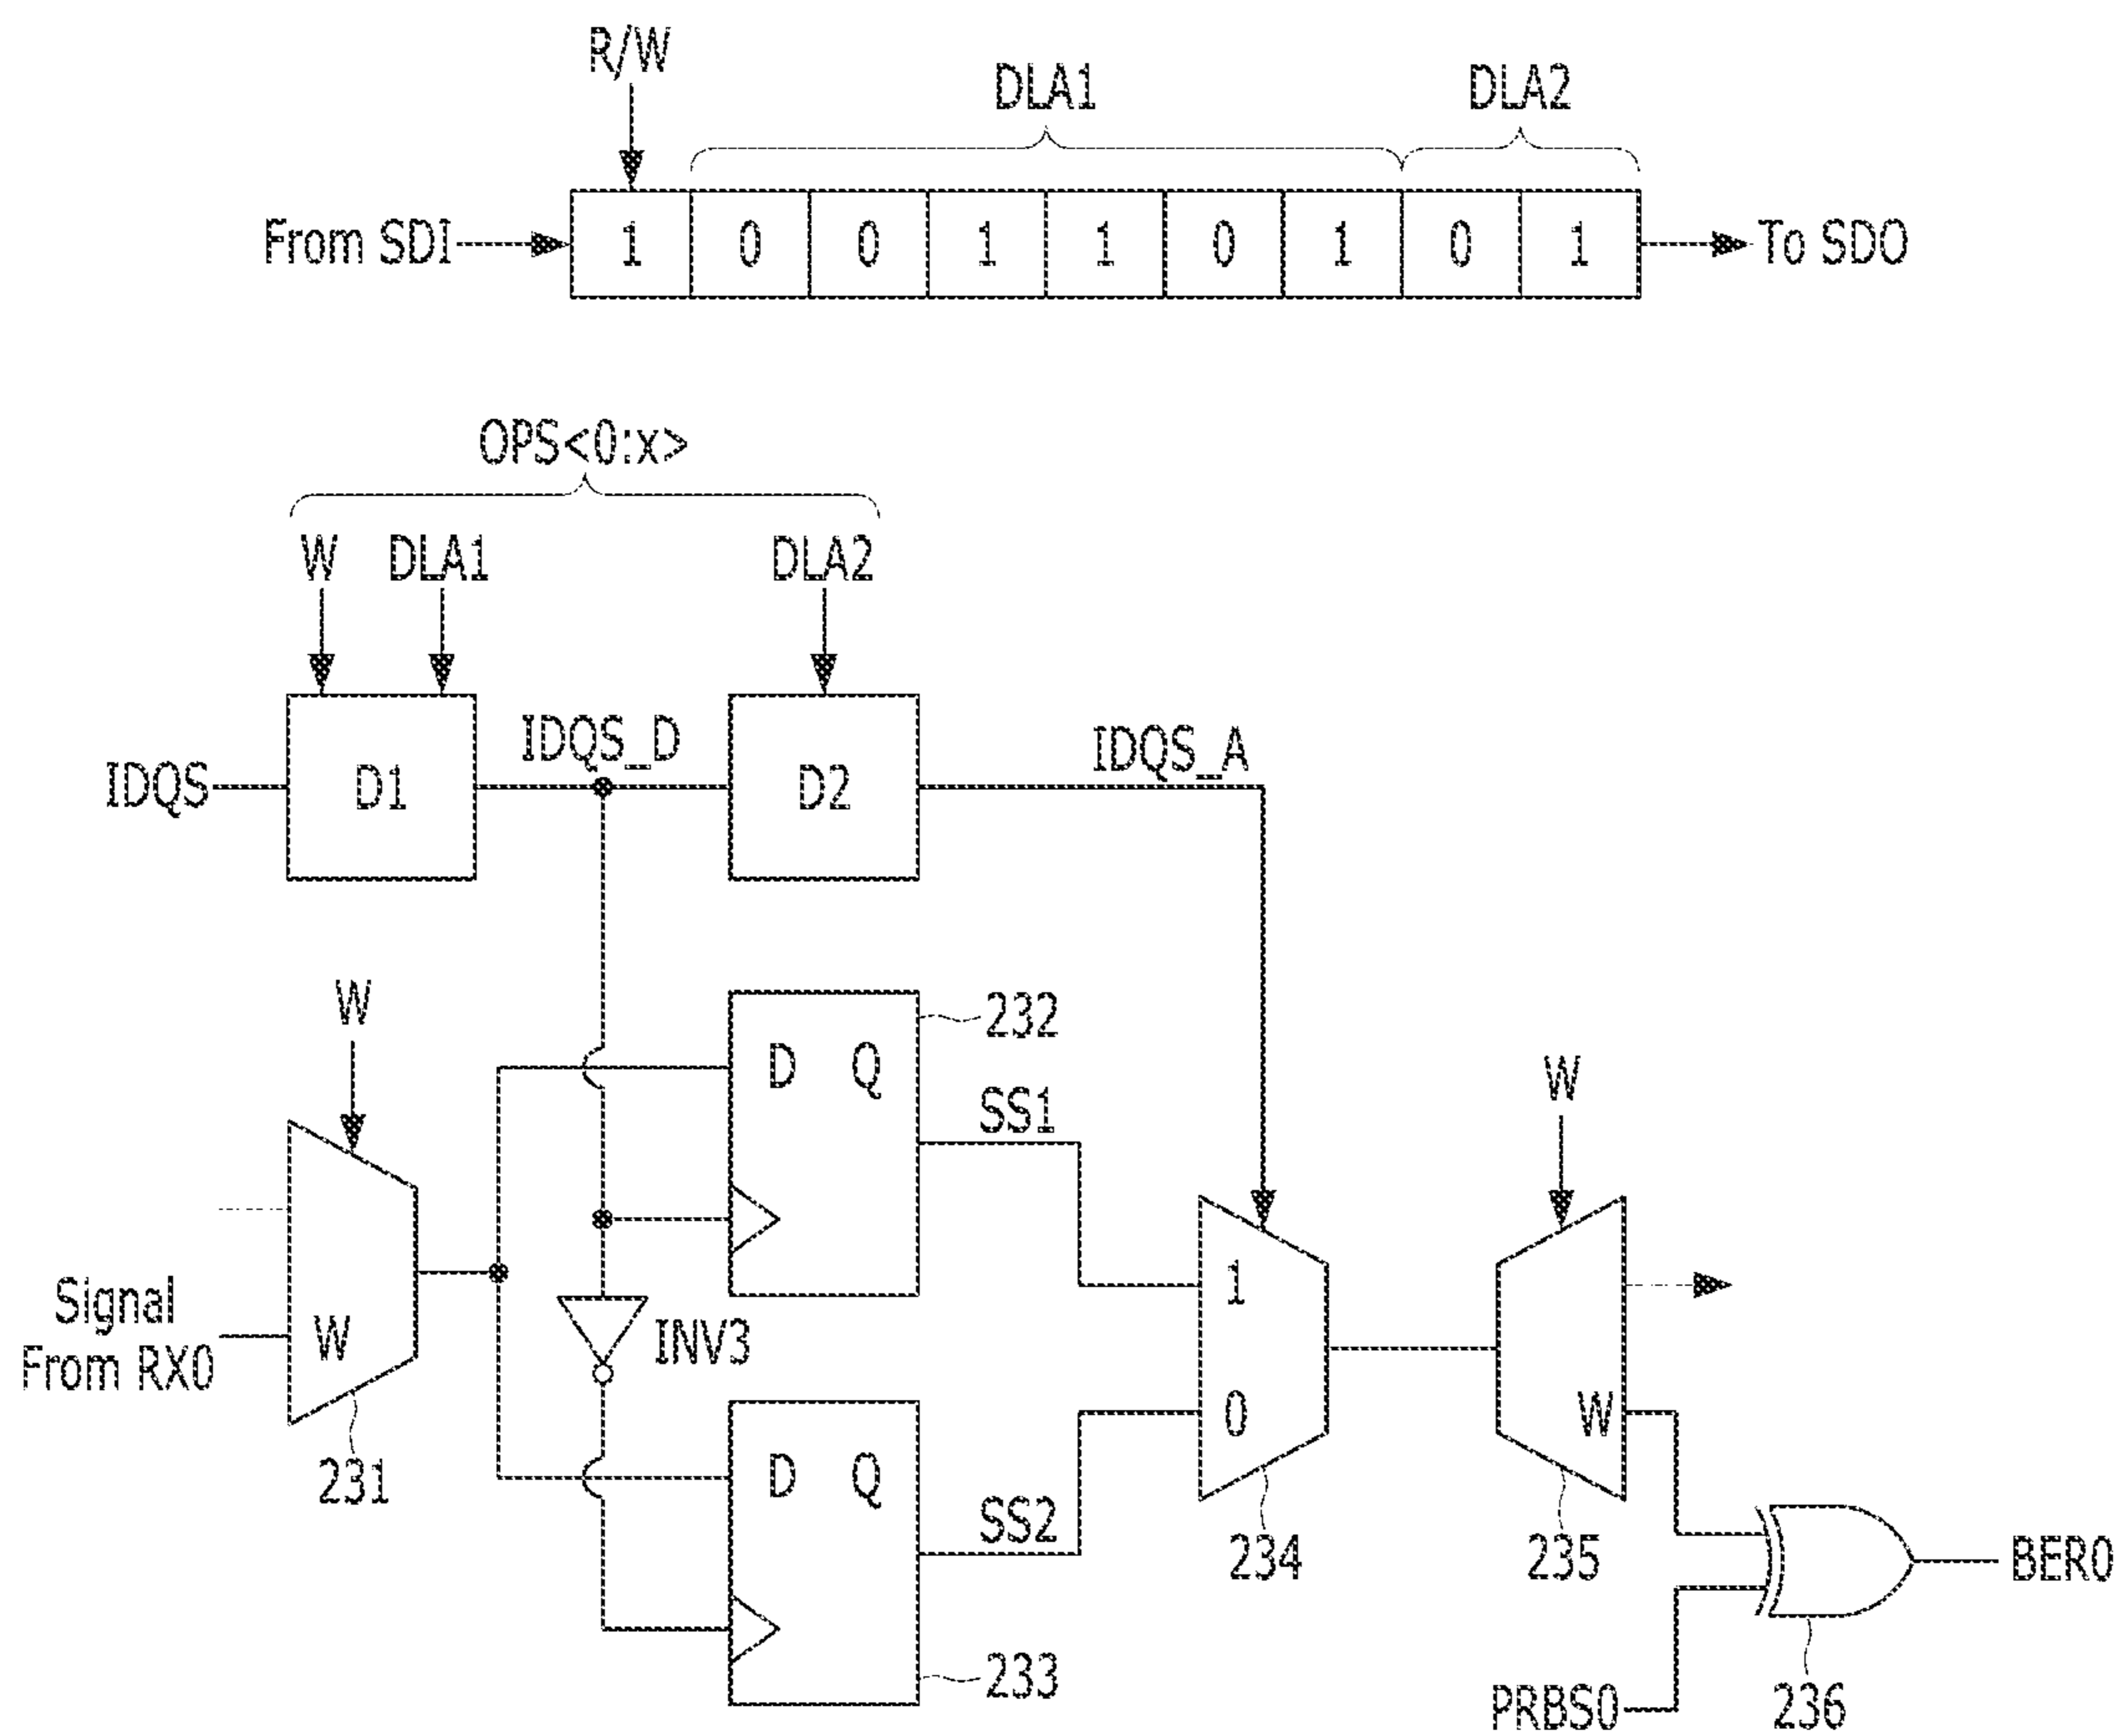 R/W
DLA1
DLA2
From SDI
1 0 0 1 1 0 1 0 1
To SDO
OPS<0:x>
W
DLA1
DLA2
IDQS
D1
IDQS_D
D2
IDQS_A
W
Signal
From RX0
W
231
D Q
232
SS1
INV3
D Q
233
SS2
1
0
234
W
W
235
PRBS0
236
BER0